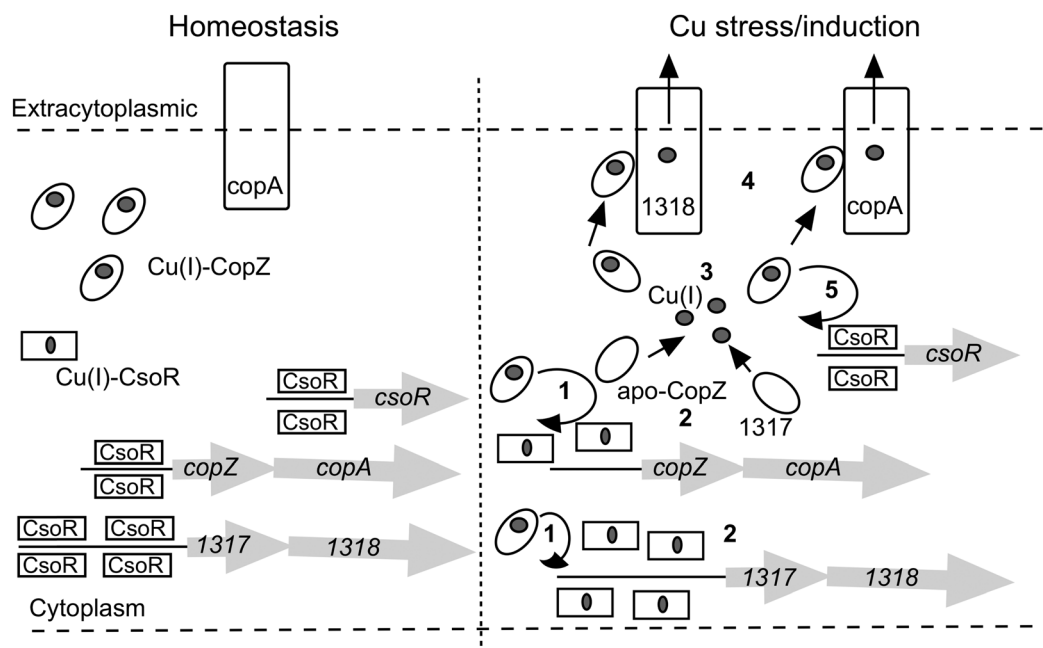 Homeostasis
Cu stress/induction
Extracytoplasmic
copA
Cu(I)-CopZ
Cu(I)-CsoR
CsoR
csoR
CsoR
CsoR
copZ
copA
CsoR
CsoR
CsoR
1317
1318
CsoR
CsoR
Cytoplasm
4
1318
copA
3
Cu(I)
5
CsoR
csoR
CsoR
1
apo-CopZ
2
1317
copZ
copA
1
2
1317
1318